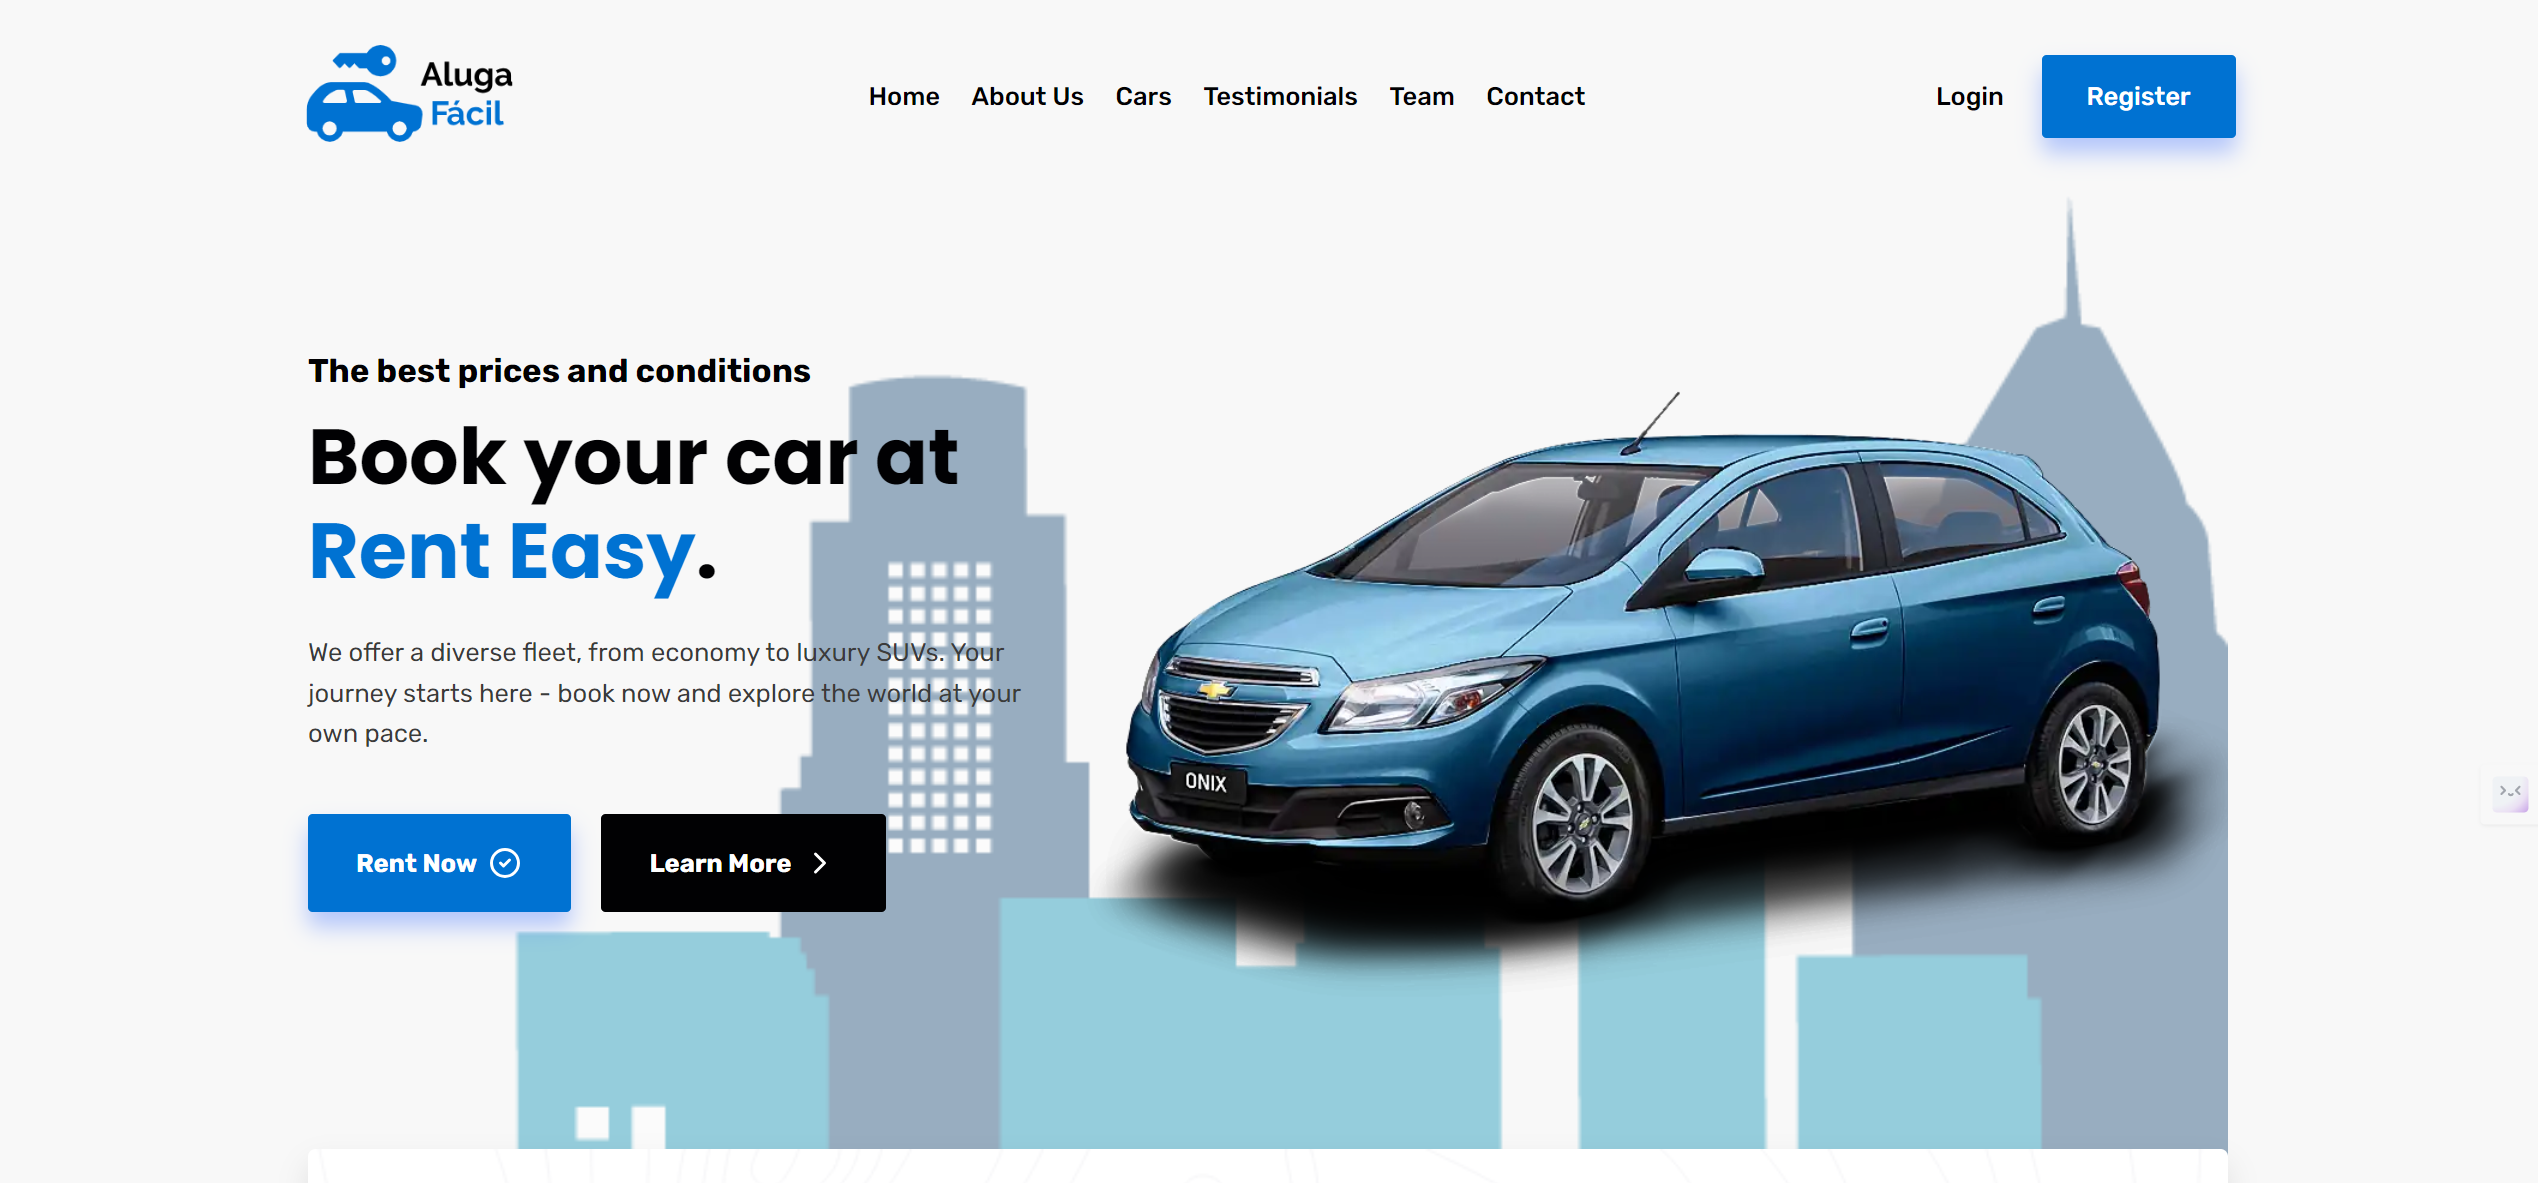 Aluga
Fácil
Home About Us Cars Testimonials Team Contact
Login Register
The best prices and conditions
Book your car at
Rent Easy.
We offer a diverse fleet, from economy to luxury SUVs. Your
journey starts here - book now and explore the world at your
own pace.
ONIX
Rent Now Learn More